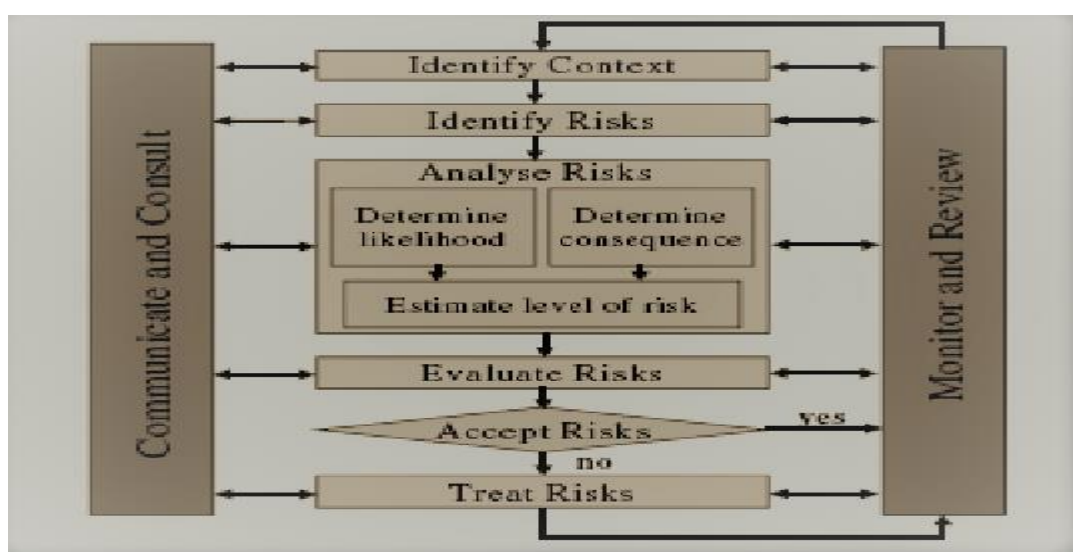 Identify Context
Identify Risks
Analyse Risks
Determine
likelihood
Determine
consequence
Estimate level of risk
Evaluate Risks
Accept Risks
yes
no
Treat Risks
Communicate and Consult
Monitor and Review